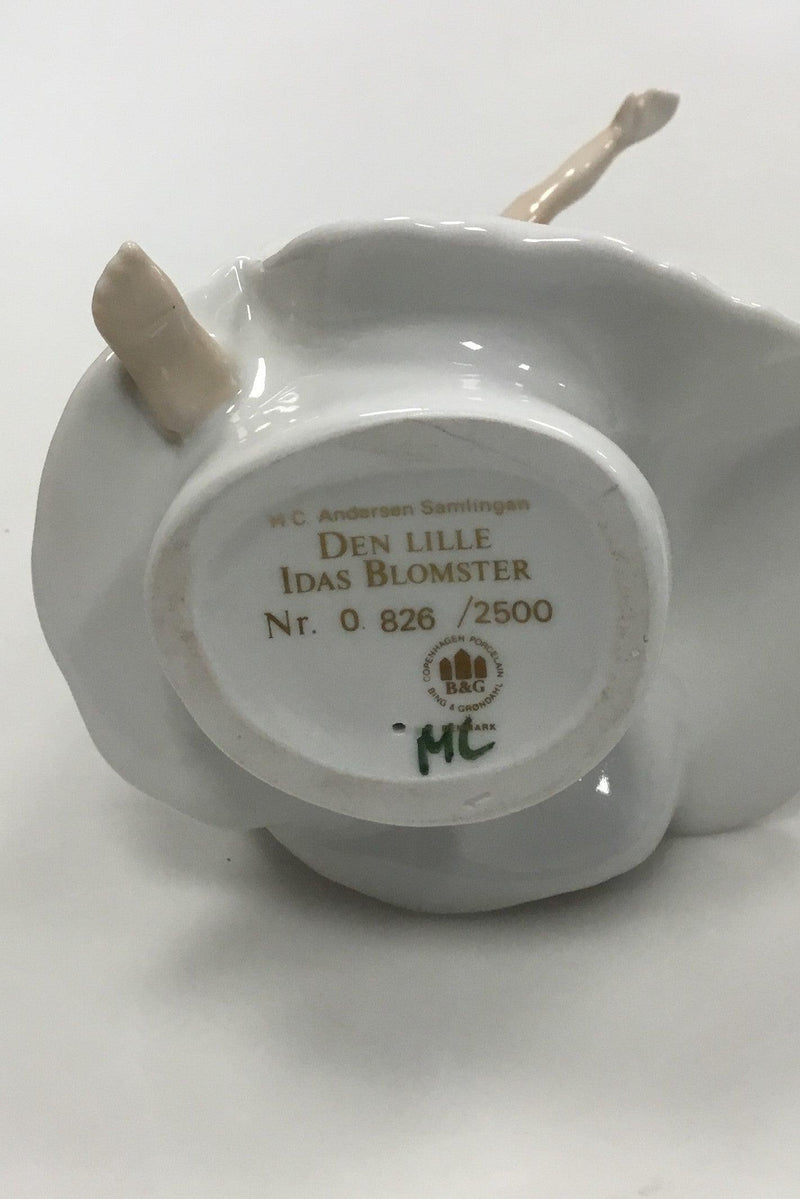 H.C. Andersen Samlingen
DEN LILLE
IDAS BLOMSTER
Nr. 0 826 /2500
COPENHAGEN PORCELAIN
B&G
BING & GRØNDAHL
MC